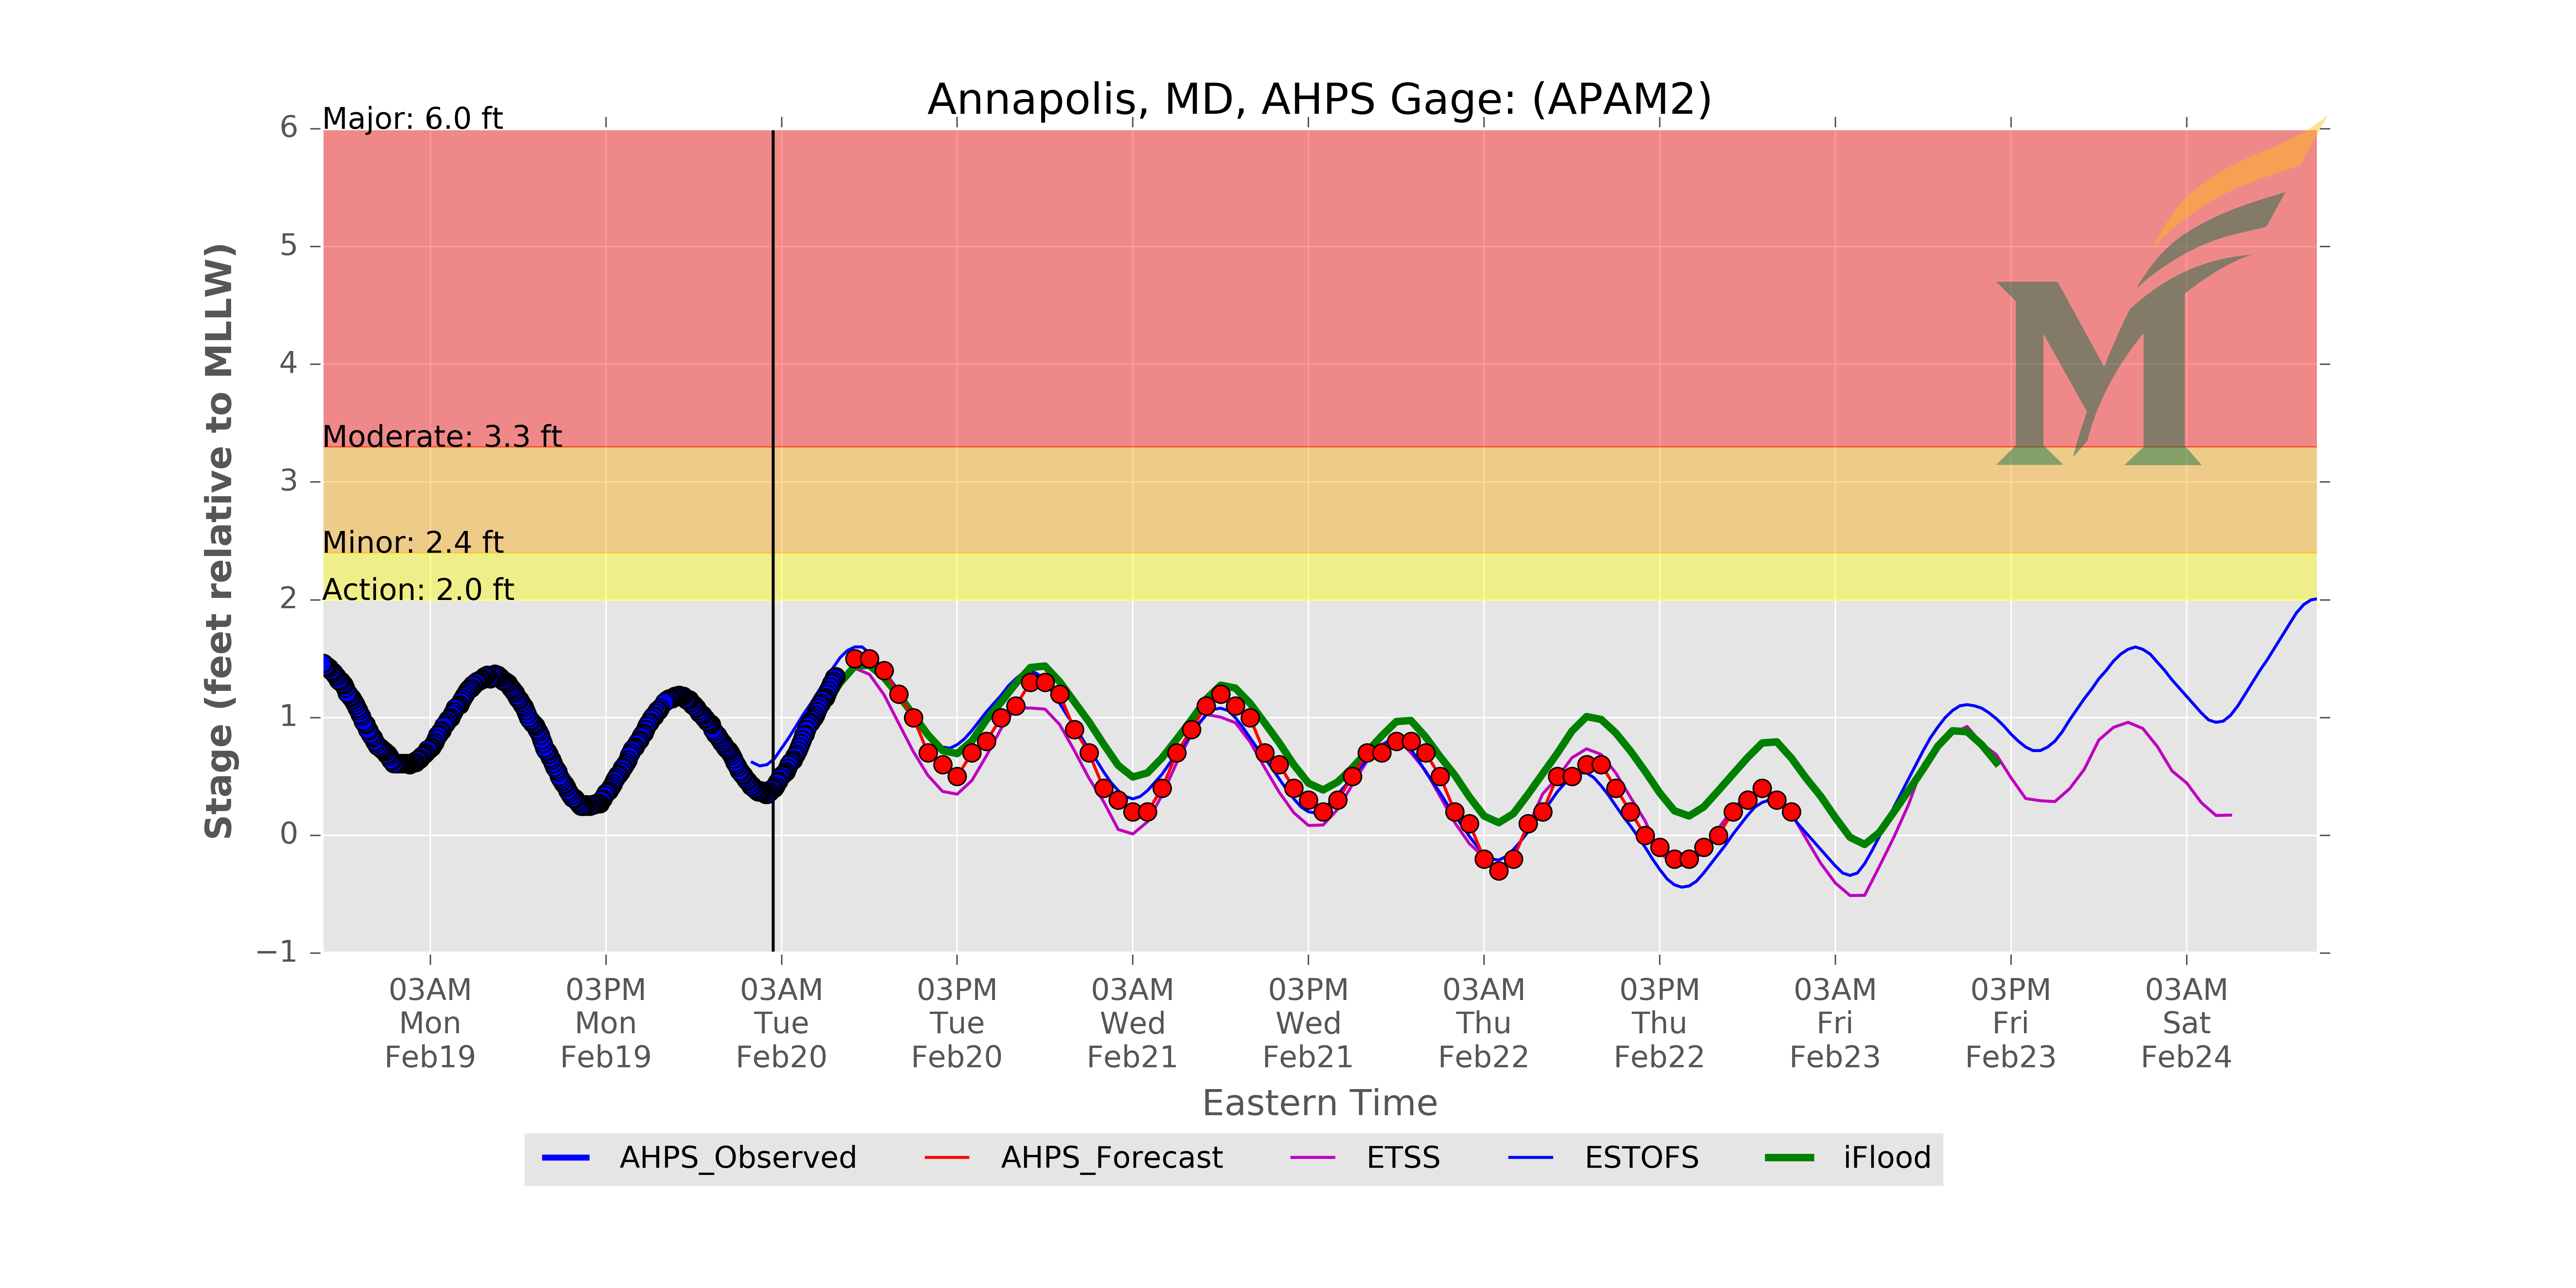 Annapolis, MD, AHPS Gage: (APAM2)
Major: 6.0 ft
Moderate: 3.3 ft
Minor: 2.4 ft
Action: 2.0 ft
Stage (feet relative to MLLW)
6
5
4
3
2
1
0
−1
03AM
Mon
Feb19
03PM
Mon
Feb19
03AM
Tue
Feb20
03PM
Tue
Feb20
03AM
Wed
Feb21
03PM
Wed
Feb21
03AM
Thu
Feb22
03PM
Thu
Feb22
03AM
Fri
Feb23
03PM
Fri
Feb23
03AM
Sat
Feb24
Eastern Time
AHPS_Observed AHPS_Forecast ETSS ESTOFS iFlood
M